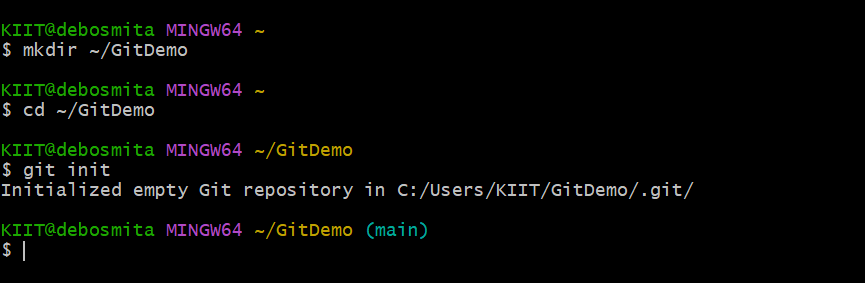 KIIT@debosmita MINGW64 ~
$ mkdir ~/GitDemo
KIIT@debosmita MINGW64 ~
$ cd ~/GitDemo
KIIT@debosmita MINGW64 ~/GitDemo
$ git init
Initialized empty Git repository in C:/Users/KIIT/GitDemo/.git/
KIIT@debosmita MINGW64 ~/GitDemo (main)
$